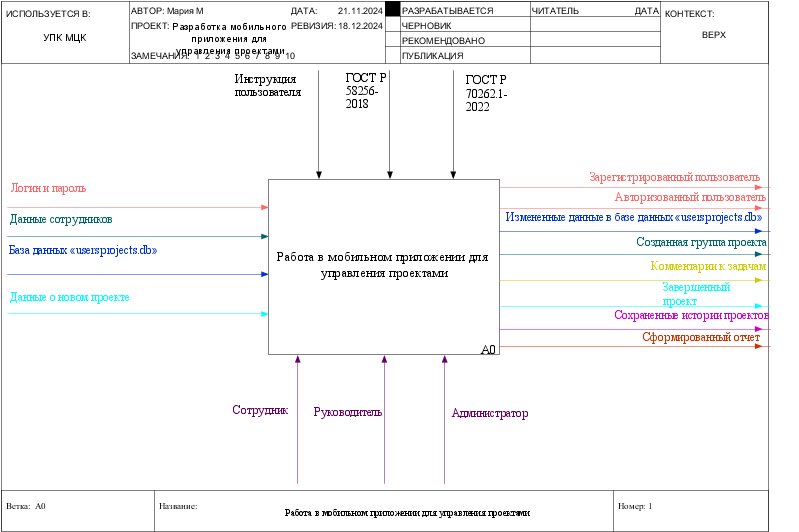 ИСПОЛЬЗУЕТСЯ В:
УПК МЦК
АВТОР: Мария М
ДАТА: 21.11.2024
ПРОЕКТ: Разработка мобильного
приложения для
управления проектами
РЕВИЗИЯ: 18.12.2024
ЗАМЕЧАНИЯ: 1 2 3 4 5 6 7 8 9 10
РАЗРАБАТЫВАЕТСЯ
ЧЕРНОВИК
РЕКОМЕНДОВАНО
ПУБЛИКАЦИЯ
ЧИТАТЕЛЬ ДАТА
КОНТЕКСТ:
ВЕРХ
Инструкция
пользователя
ГОСТ Р
58256-
2018
ГОСТ Р
70262.1-
2022
Логин и пароль
Данные сотрудников
База данных «usersprojects.db»
Данные о новом проекте
Работа в мобильном приложении для
управления проектами
A0
Зарегистрированный пользователь
Авторизованный пользователь
Измененные данные в базе данных «usersprojects.db»
Созданная группа проекта
Комментарии к задачам
Завершенный
проект
Сохраненные истории проектов
Сформированный отчет
Сотрудник
Руководитель
Администратор
Ветка: A0
Название:
Работа в мобильном приложении для управления проектами
Номер: 1